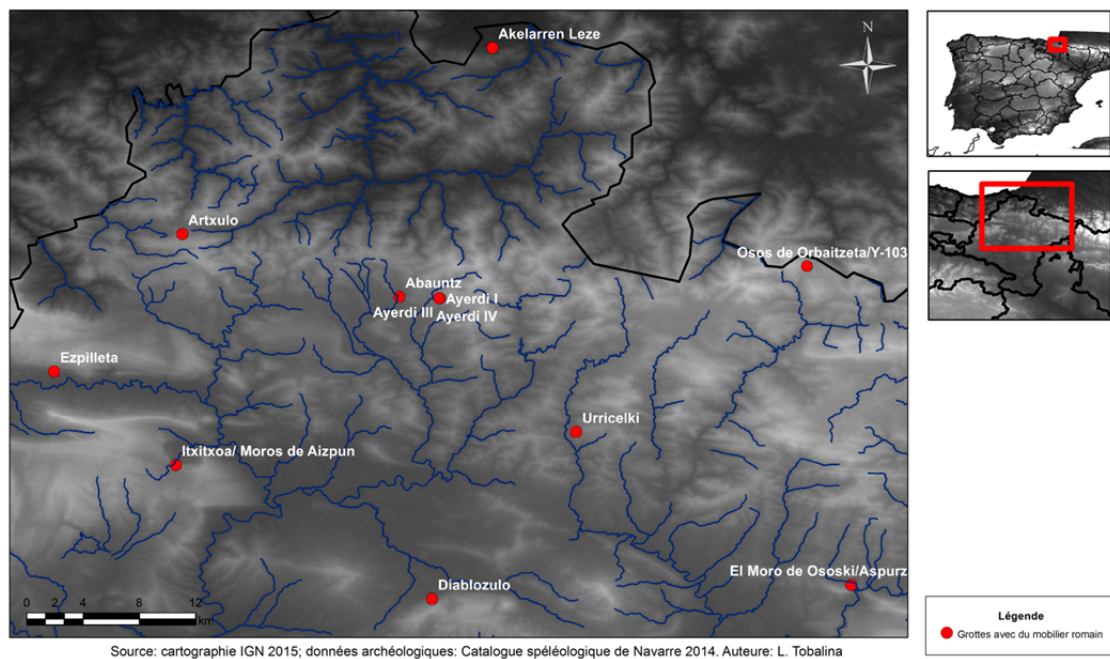 Akelarren Leze
N
Artxulo
Osos de Orbaitzeta/Y-103
Abauntz
Ayerdi I
Ayerdi III
Ayerdi IV
Ezpilleta
Urricelki
Itxitxoa/ Moros de Aizpun
El Moro de Ososki/Aspurz
Diablozulo
0 2 4 8 12
km
Légende
Grottes avec du mobilier romain
Source: cartographie IGN 2015; données archéologiques: Catalogue spéléologique de Navarre 2014. Auteure: L. Tobalina